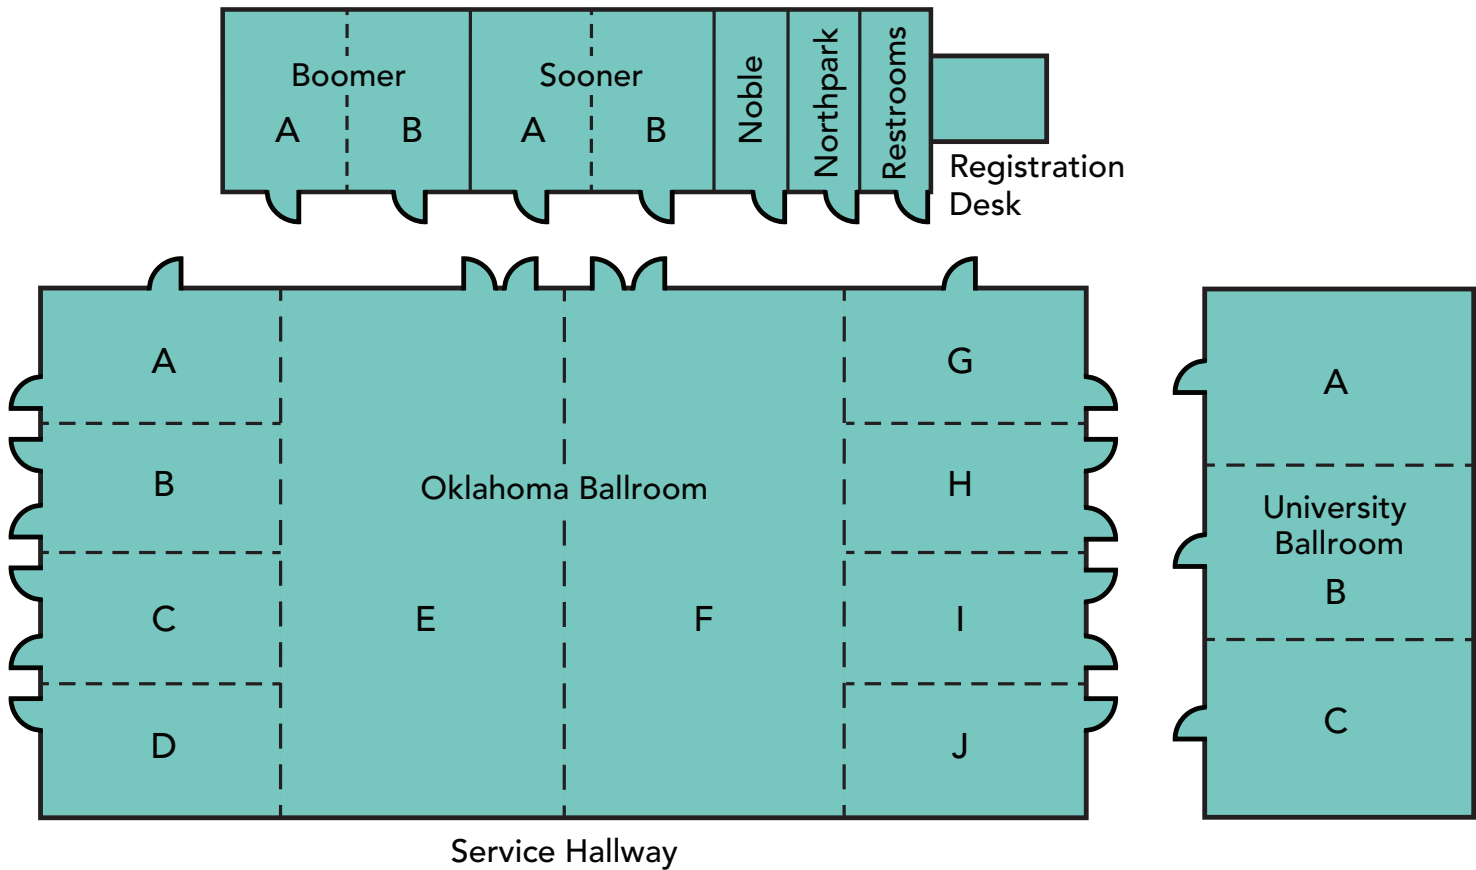 Boomer
A
B
Sooner
A
B
Noble
Northpark
Restrooms
Registration
Desk
A
B
C
D
Oklahoma Ballroom
E
F
G
H
I
J
A
University
Ballroom
B
C
Service Hallway